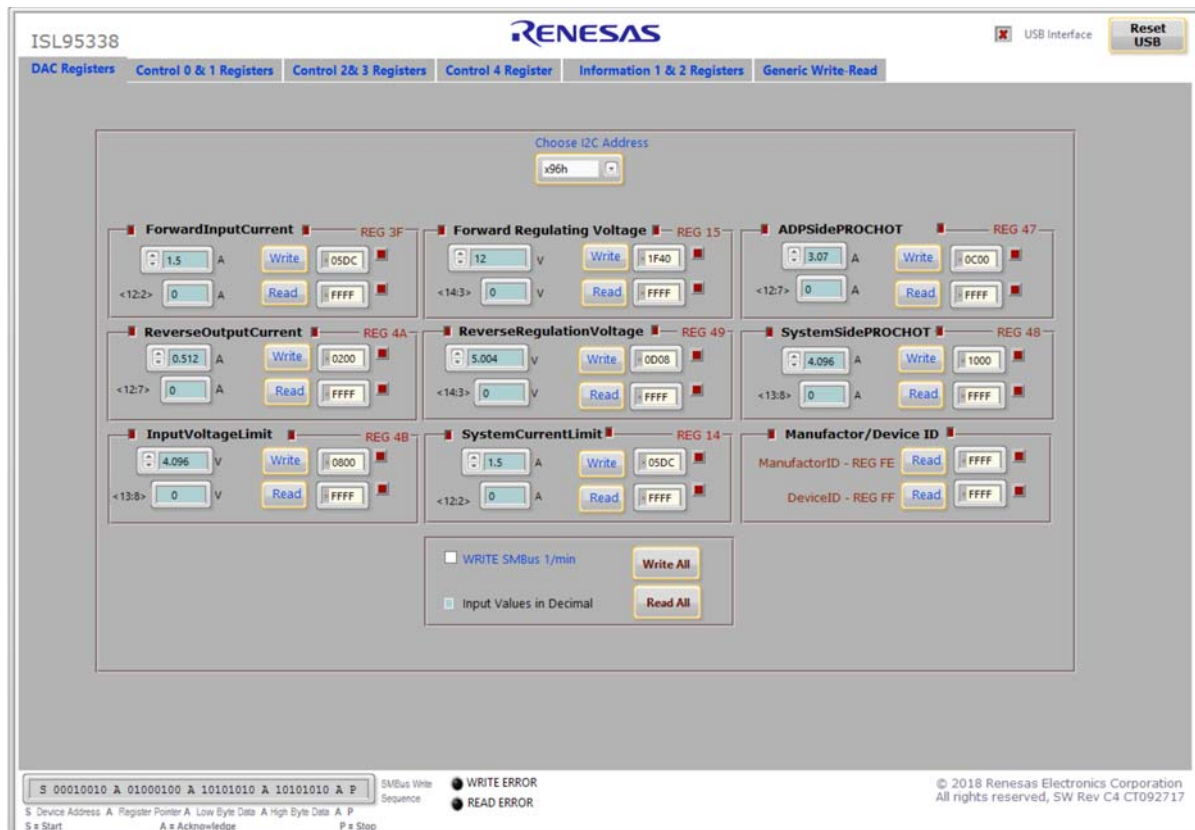 ISL95338
RENESAS
USB Interface
Reset USB
DAC Registers
Control 0 & 1 Registers
Control 2& 3 Registers
Control 4 Register
Information 1 & 2 Registers
Generic Write-Read
Choose I2C Address
x96h
ForwardInputCurrent REG 3F
1.5 A Write 05DC
<12:2> 0 A Read FFFF
Forward Regulating Voltage REG 15
12 V Write 1F40
<14:3> 0 V Read FFFF
ADPSidePROCHOT REG 47
3.07 A Write 0C00
<12:7> 0 A Read FFFF
ReverseOutputCurrent REG 4A
0.512 A Write 0200
<12:7> 0 A Read FFFF
ReverseRegulationVoltage REG 49
5.004 V Write 0D08
<14:3> 0 V Read FFFF
SystemSidePROCHOT REG 48
4.096 A Write 1000
<13:8> 0 A Read FFFF
InputVoltageLimit REG 4B
4.096 V Write 0800
<13:8> 0 V Read FFFF
SystemCurrentLimit REG 14
1.5 A Write 05DC
<12:2> 0 A Read FFFF
Manufactor/Device ID
ManufactorID - REG FE Read FFFF
DeviceID - REG FF Read FFFF
WRITE SMBus 1/min
Write All
Input Values in Decimal
Read All
S 00010010 A 01000100 A 10101010 A 10101010 A P
SMBus Write
Sequence
S Device Address A Register Pointer A Low Byte Data A High Byte Data A P
S = Start A = Acknowledge P = Stop
WRITE ERROR
READ ERROR
© 2018 Renesas Electronics Corporation
All rights reserved, SW Rev C4 CT092717